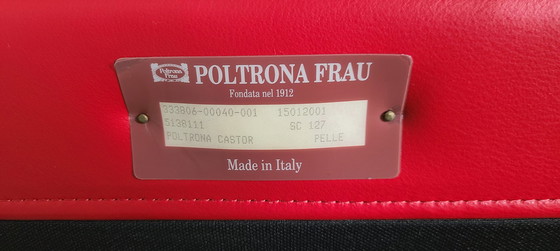 Poltrona
Frau
POLTRONA FRAU
Fondata nel 1912
333B06-00040-001 15012001
5138111 SC 127
POLTRONA CASTOR PELLE
Made in Italy